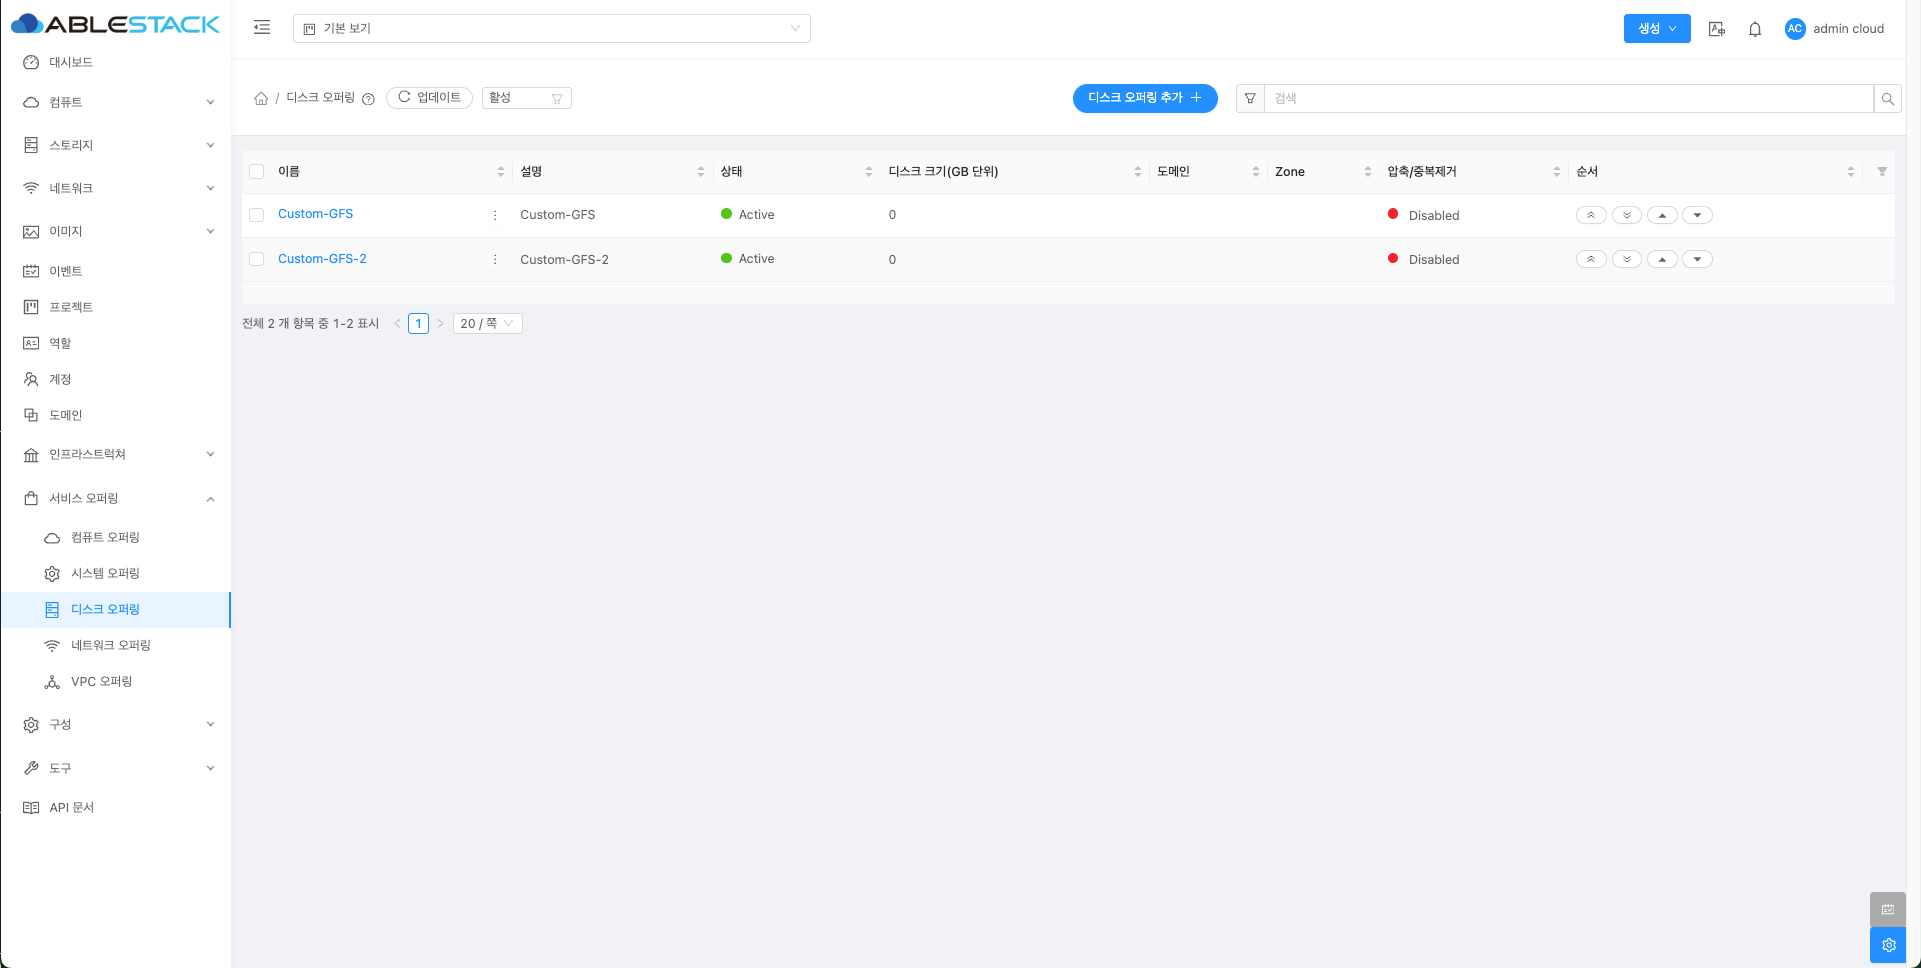 ABLESTACK
기본 보기
생성
AC
admin cloud
대시보드
컴퓨트
스토리지
네트워크
이미지
이벤트
프로젝트
역할
계정
도메인
인프라스트럭쳐
서비스 오퍼링
컴퓨트 오퍼링
시스템 오퍼링
디스크 오퍼링
네트워크 오퍼링
VPC 오퍼링
구성
도구
API 문서
/ 디스크 오퍼링
업데이트
활성
디스크 오퍼링 추가 +
검색
이름 설명 상태 디스크 크기(GB 단위) 도메인 Zone 압축/중복제거 순서
Custom-GFS Custom-GFS Active 0 Disabled
Custom-GFS-2 Custom-GFS-2 Active 0 Disabled
전체 2 개 항목 중 1-2 표시 < 1 > 20 / 쪽